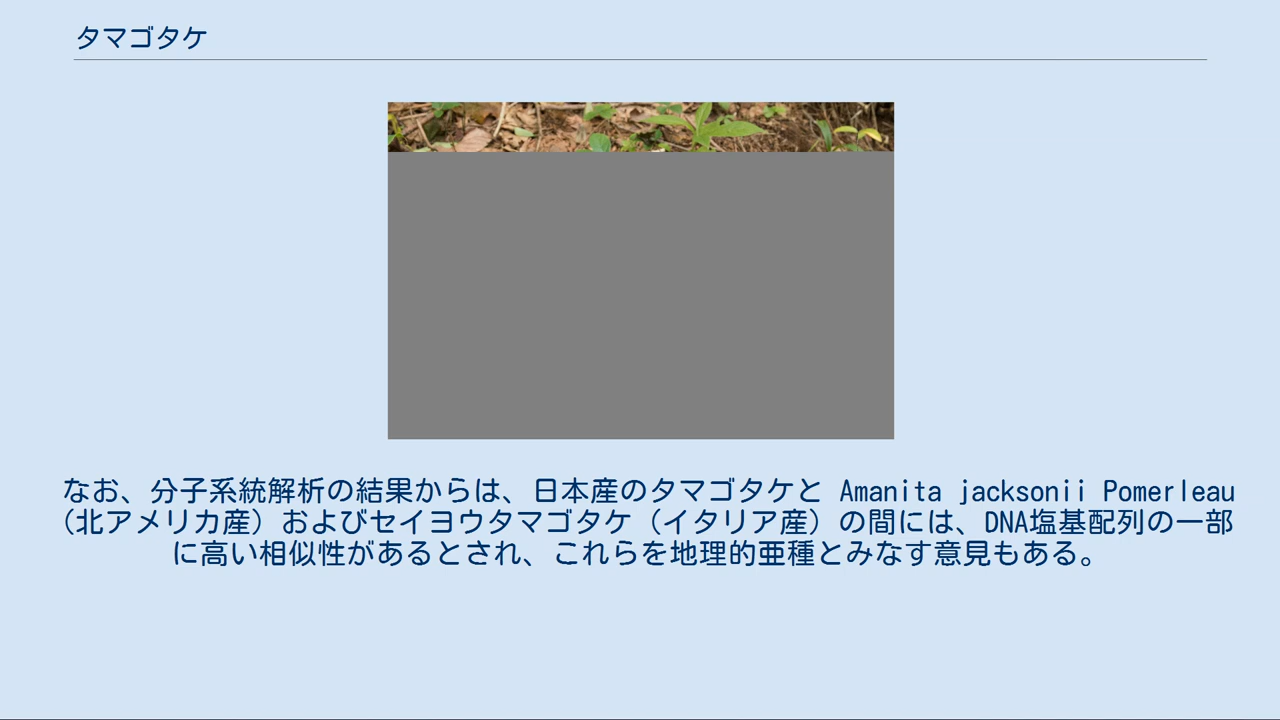 タマゴタケ
なお、分子系統解析の結果からは、日本産のタマゴタケと Amanita jacksonii Pomerleau
（北アメリカ産）およびセイヨウタマゴタケ（イタリア産）の間には、DNA塩基配列の一部
に高い相似性があるとされ、これらを地理的亜種とみなす意見もある。